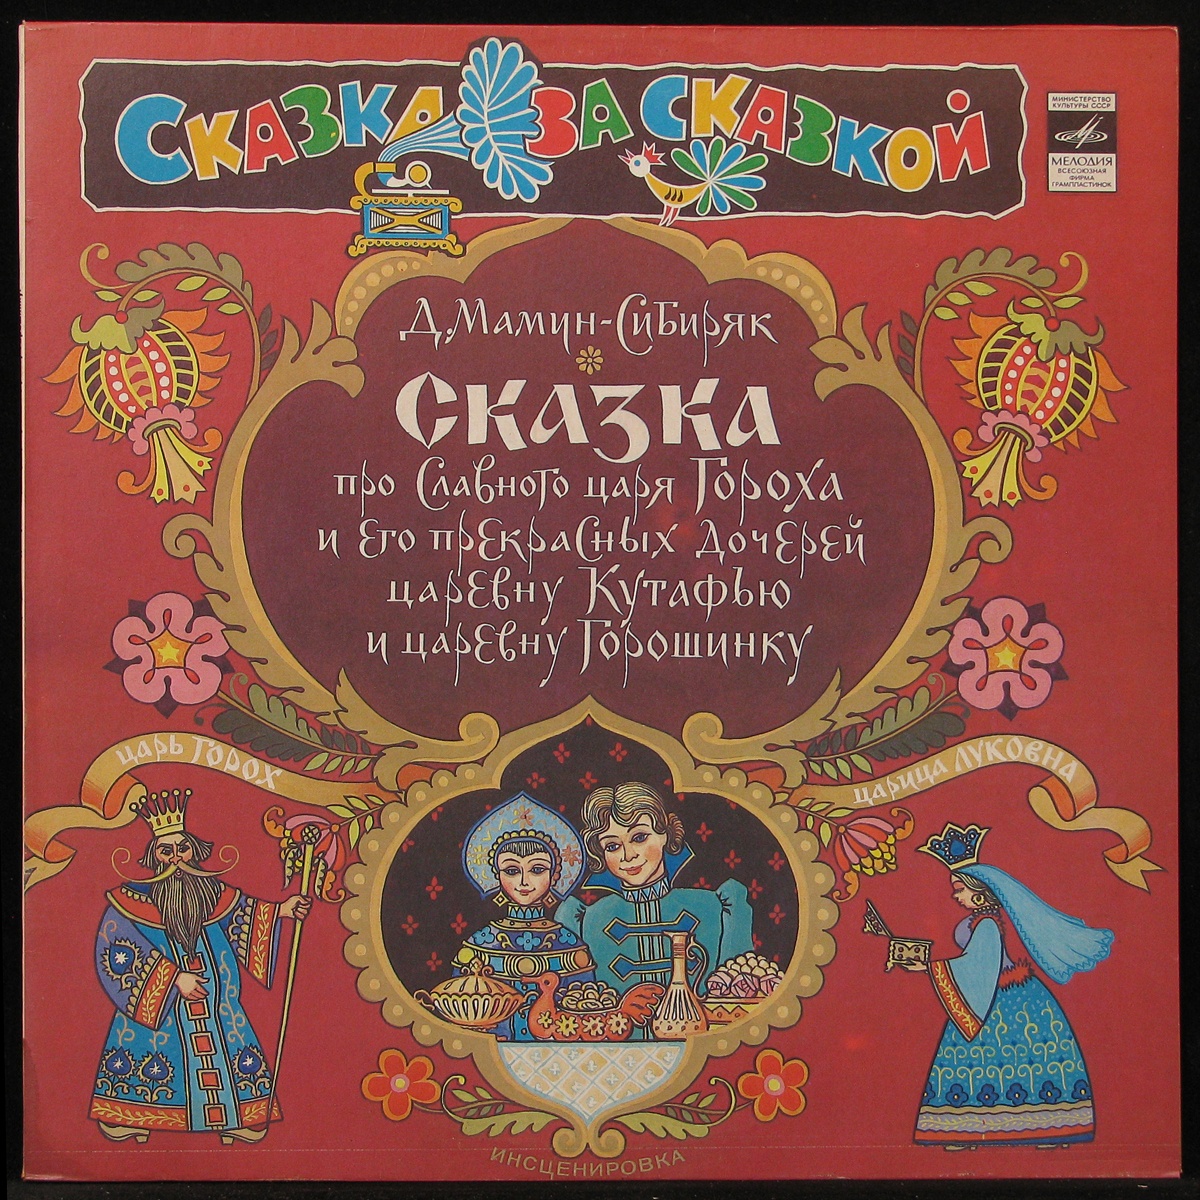 Сказка за сказкой
МИНИСТЕРСТВО
КУЛЬТУРЫ СССР
МЕЛОДИЯ
ВСЕСОЮЗНАЯ
ФИРМА
ГРАМПЛАСТИНОК
Д. Мамин-Сибиряк
Сказка
про Славного царя Гороха
и его прекрасных дочерей
царевну Кутафью
и царевну Горошинку
царь Горох
царица Луковна
ИНСЦЕНИРОВКА